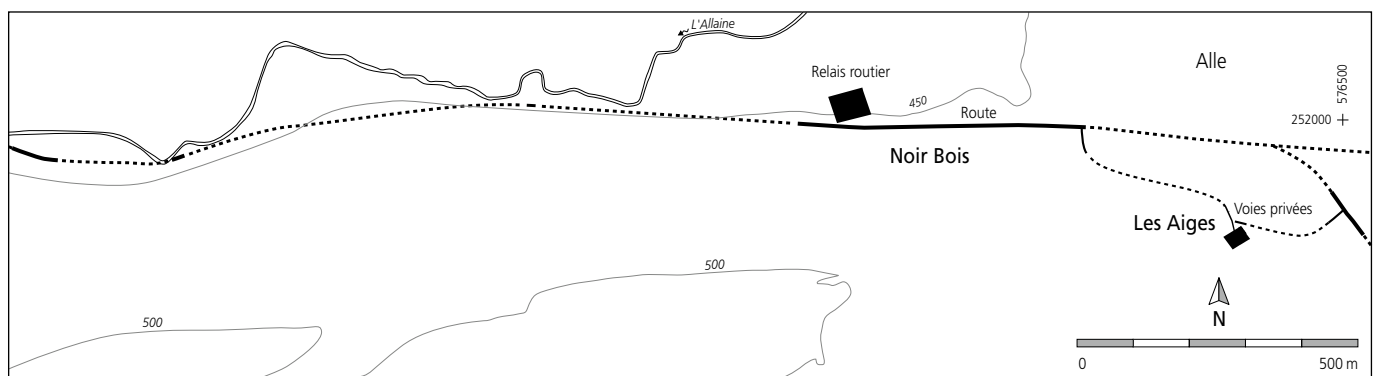 L'Allaine
Alle
Relais routier
576500
450
Route
252000
Noir Bois
Voies privées
Les Aiges
500
500
N
0 500 m